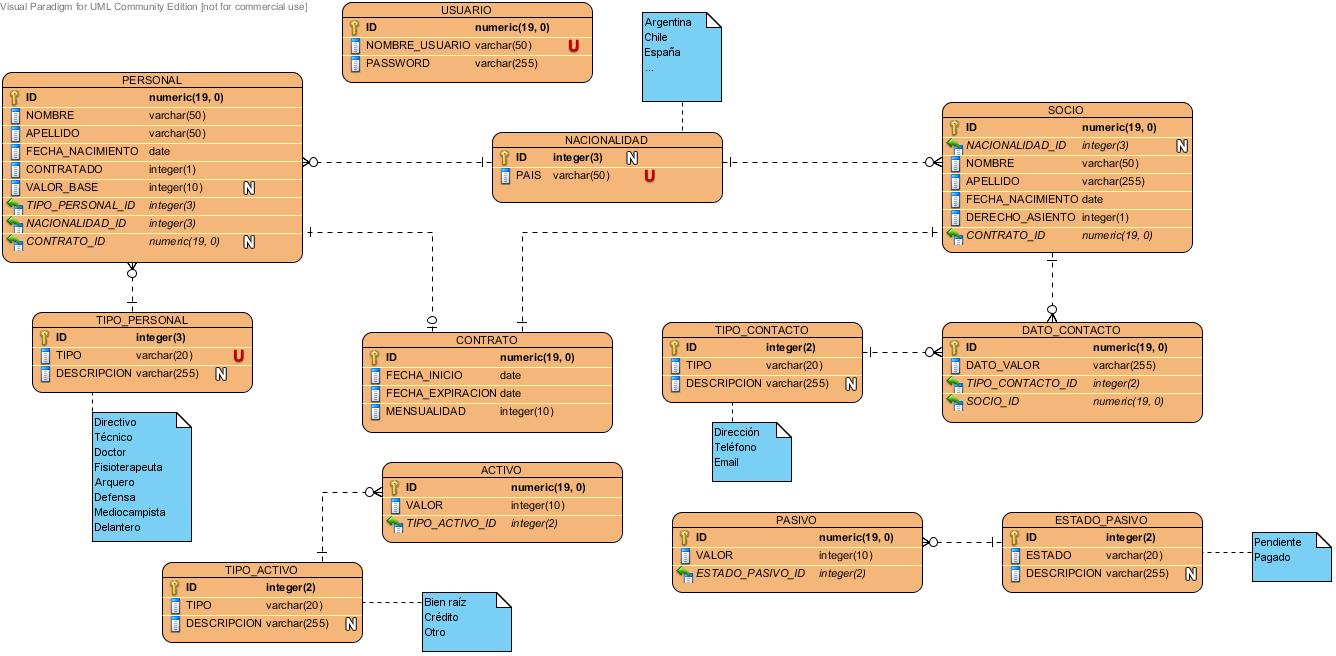 Visual Paradigm for UML Community Edition [not for commercial use]
USUARIO
ID numeric(19, 0)
NOMBRE_USUARIO varchar(50) U
PASSWORD varchar(255)
Argentina
Chile
España
...
PERSONAL
ID numeric(19, 0)
NOMBRE varchar(50)
APELLIDO varchar(50)
FECHA_NACIMIENTO date
CONTRATADO integer(1)
VALOR_BASE integer(10) N
TIPO_PERSONAL_ID integer(3)
NACIONALIDAD_ID integer(3)
CONTRATO_ID numeric(19, 0) N
NACIONALIDAD
ID integer(3) N
PAIS varchar(50) U
SOCIO
ID numeric(19, 0)
NACIONALIDAD_ID integer(3) N
NOMBRE varchar(50)
APELLIDO varchar(255)
FECHA_NACIMIENTO date
DERECHO_ASIENTO integer(1)
CONTRATO_ID numeric(19, 0)
TIPO_PERSONAL
ID integer(3)
TIPO varchar(20) U
DESCRIPCION varchar(255) N
Directivo
Técnico
Doctor
Fisioterapeuta
Arquero
Defensa
Mediocampista
Delantero
CONTRATO
ID numeric(19, 0)
FECHA_INICIO date
FECHA_EXPIRACION date
MENSUALIDAD integer(10)
TIPO_CONTACTO
ID integer(2)
TIPO varchar(20)
DESCRIPCION varchar(255) N
Dirección
Teléfono
Email
DATO_CONTACTO
ID numeric(19, 0)
DATO_VALOR varchar(255)
TIPO_CONTACTO_ID integer(2)
SOCIO_ID numeric(19, 0)
ACTIVO
ID numeric(19, 0)
VALOR integer(10)
TIPO_ACTIVO_ID integer(2)
TIPO_ACTIVO
ID integer(2)
TIPO varchar(20)
DESCRIPCION varchar(255) N
Bien raíz
Crédito
Otro
PASIVO
ID numeric(19, 0)
VALOR integer(10)
ESTADO_PASIVO_ID integer(2)
ESTADO_PASIVO
ID integer(2)
ESTADO varchar(20)
DESCRIPCION varchar(255) N
Pendiente
Pagado